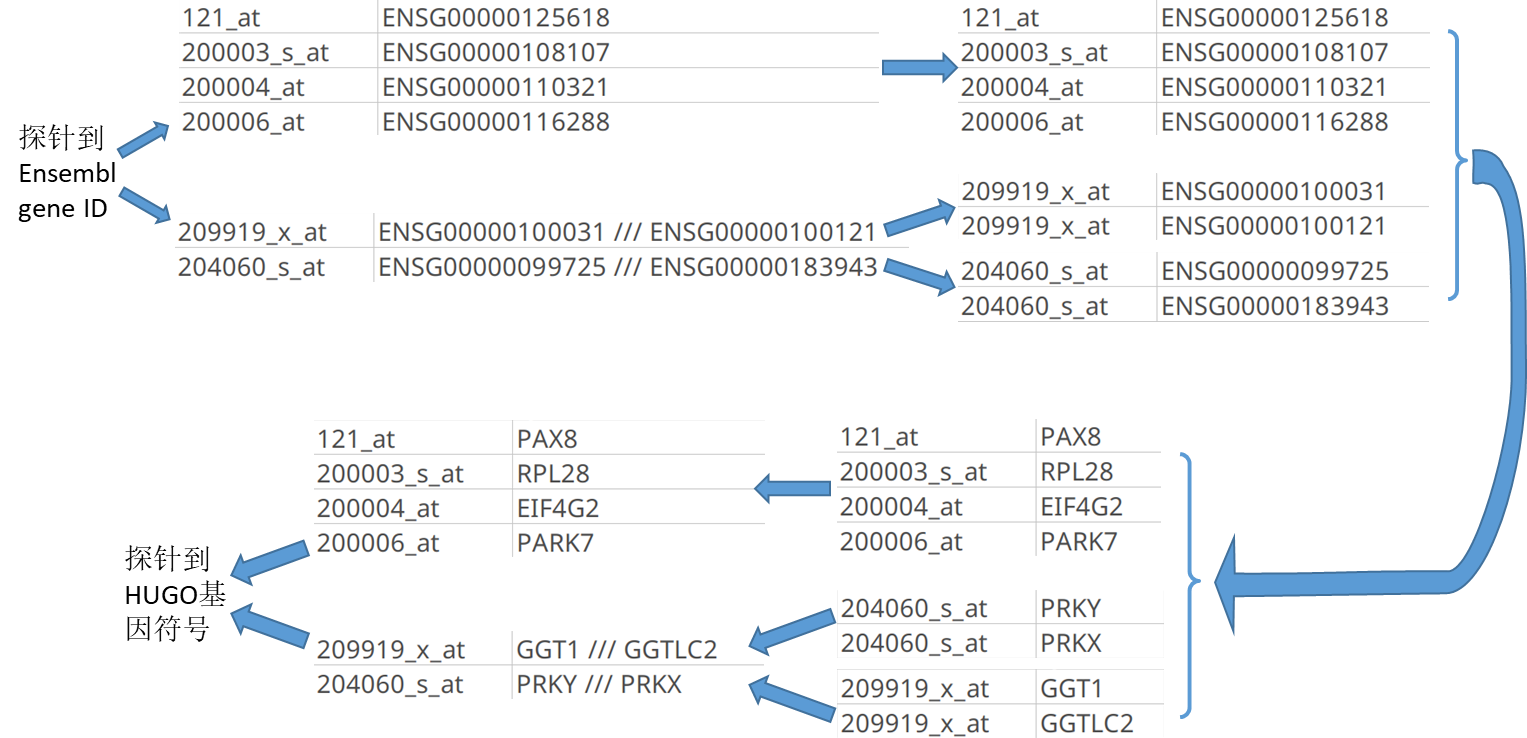 121_at ENSG00000125618
200003_s_at ENSG00000108107
200004_at ENSG00000110321
200006_at ENSG00000116288
121_at ENSG00000125618
200003_s_at ENSG00000108107
200004_at ENSG00000110321
200006_at ENSG00000116288
探针到
Ensembl
gene ID
209919_x_at ENSG00000100031 /// ENSG00000100121
204060_s_at ENSG00000099725 /// ENSG00000183943
209919_x_at ENSG00000100031
209919_x_at ENSG00000100121
204060_s_at ENSG00000099725
204060_s_at ENSG00000183943
121_at PAX8
200003_s_at RPL28
200004_at EIF4G2
200006_at PARK7
121_at PAX8
200003_s_at RPL28
200004_at EIF4G2
200006_at PARK7
探针到
HUGO基
因符号
209919_x_at GGT1 /// GGTLC2
204060_s_at PRKY /// PRKX
204060_s_at PRKY
204060_s_at PRKX
209919_x_at GGT1
209919_x_at GGTLC2